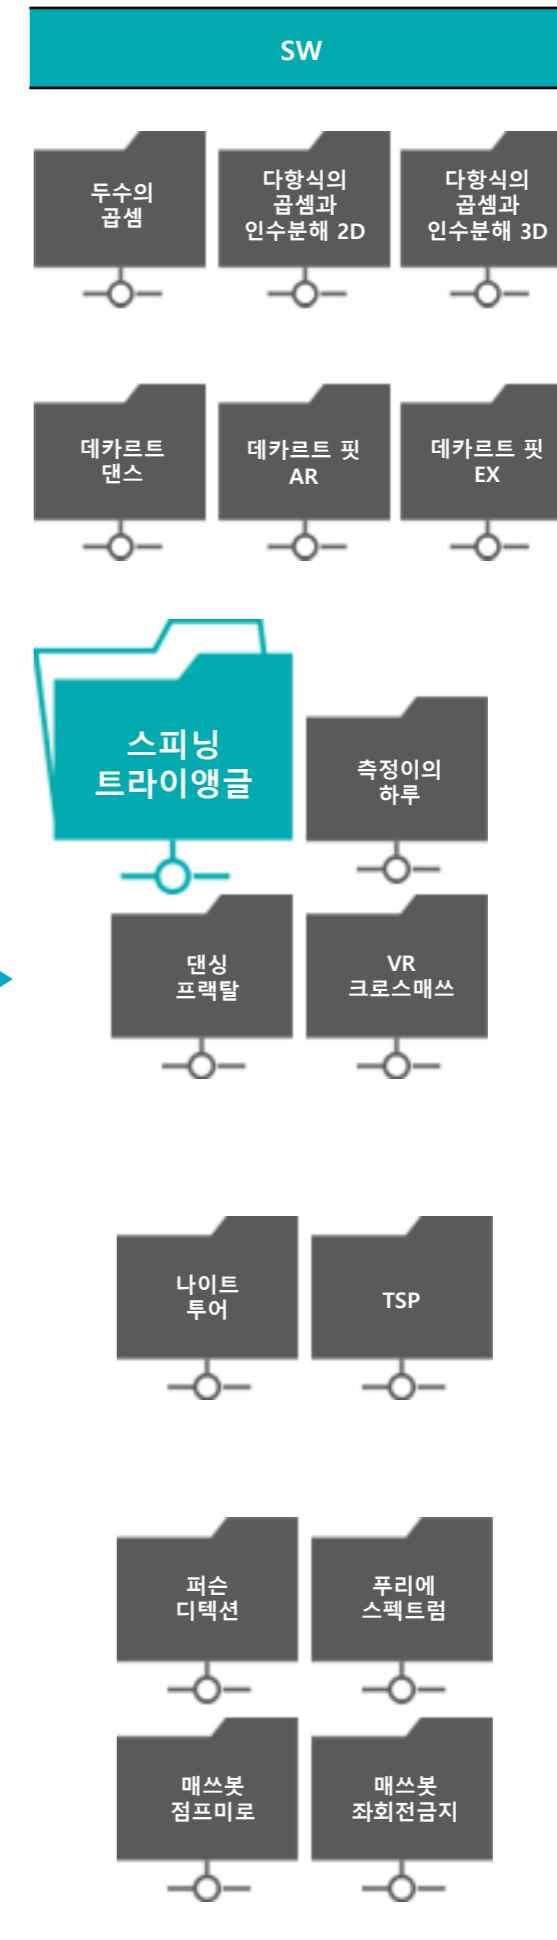 SW
두수의
곱셈
다항식의
곱셈과
인수분해 2D
다항식의
곱셈과
인수분해 3D
데카르트
댄스
데카르트 핏
AR
데카르트 핏
EX
스피닝
트라이앵글
측정이의
하루
댄싱
프랙탈
VR
크로스매쓰
나이트
투어
TSP
퍼슨
디텍션
푸리에
스펙트럼
매쓰봇
점프미로
매쓰봇
좌회전금지